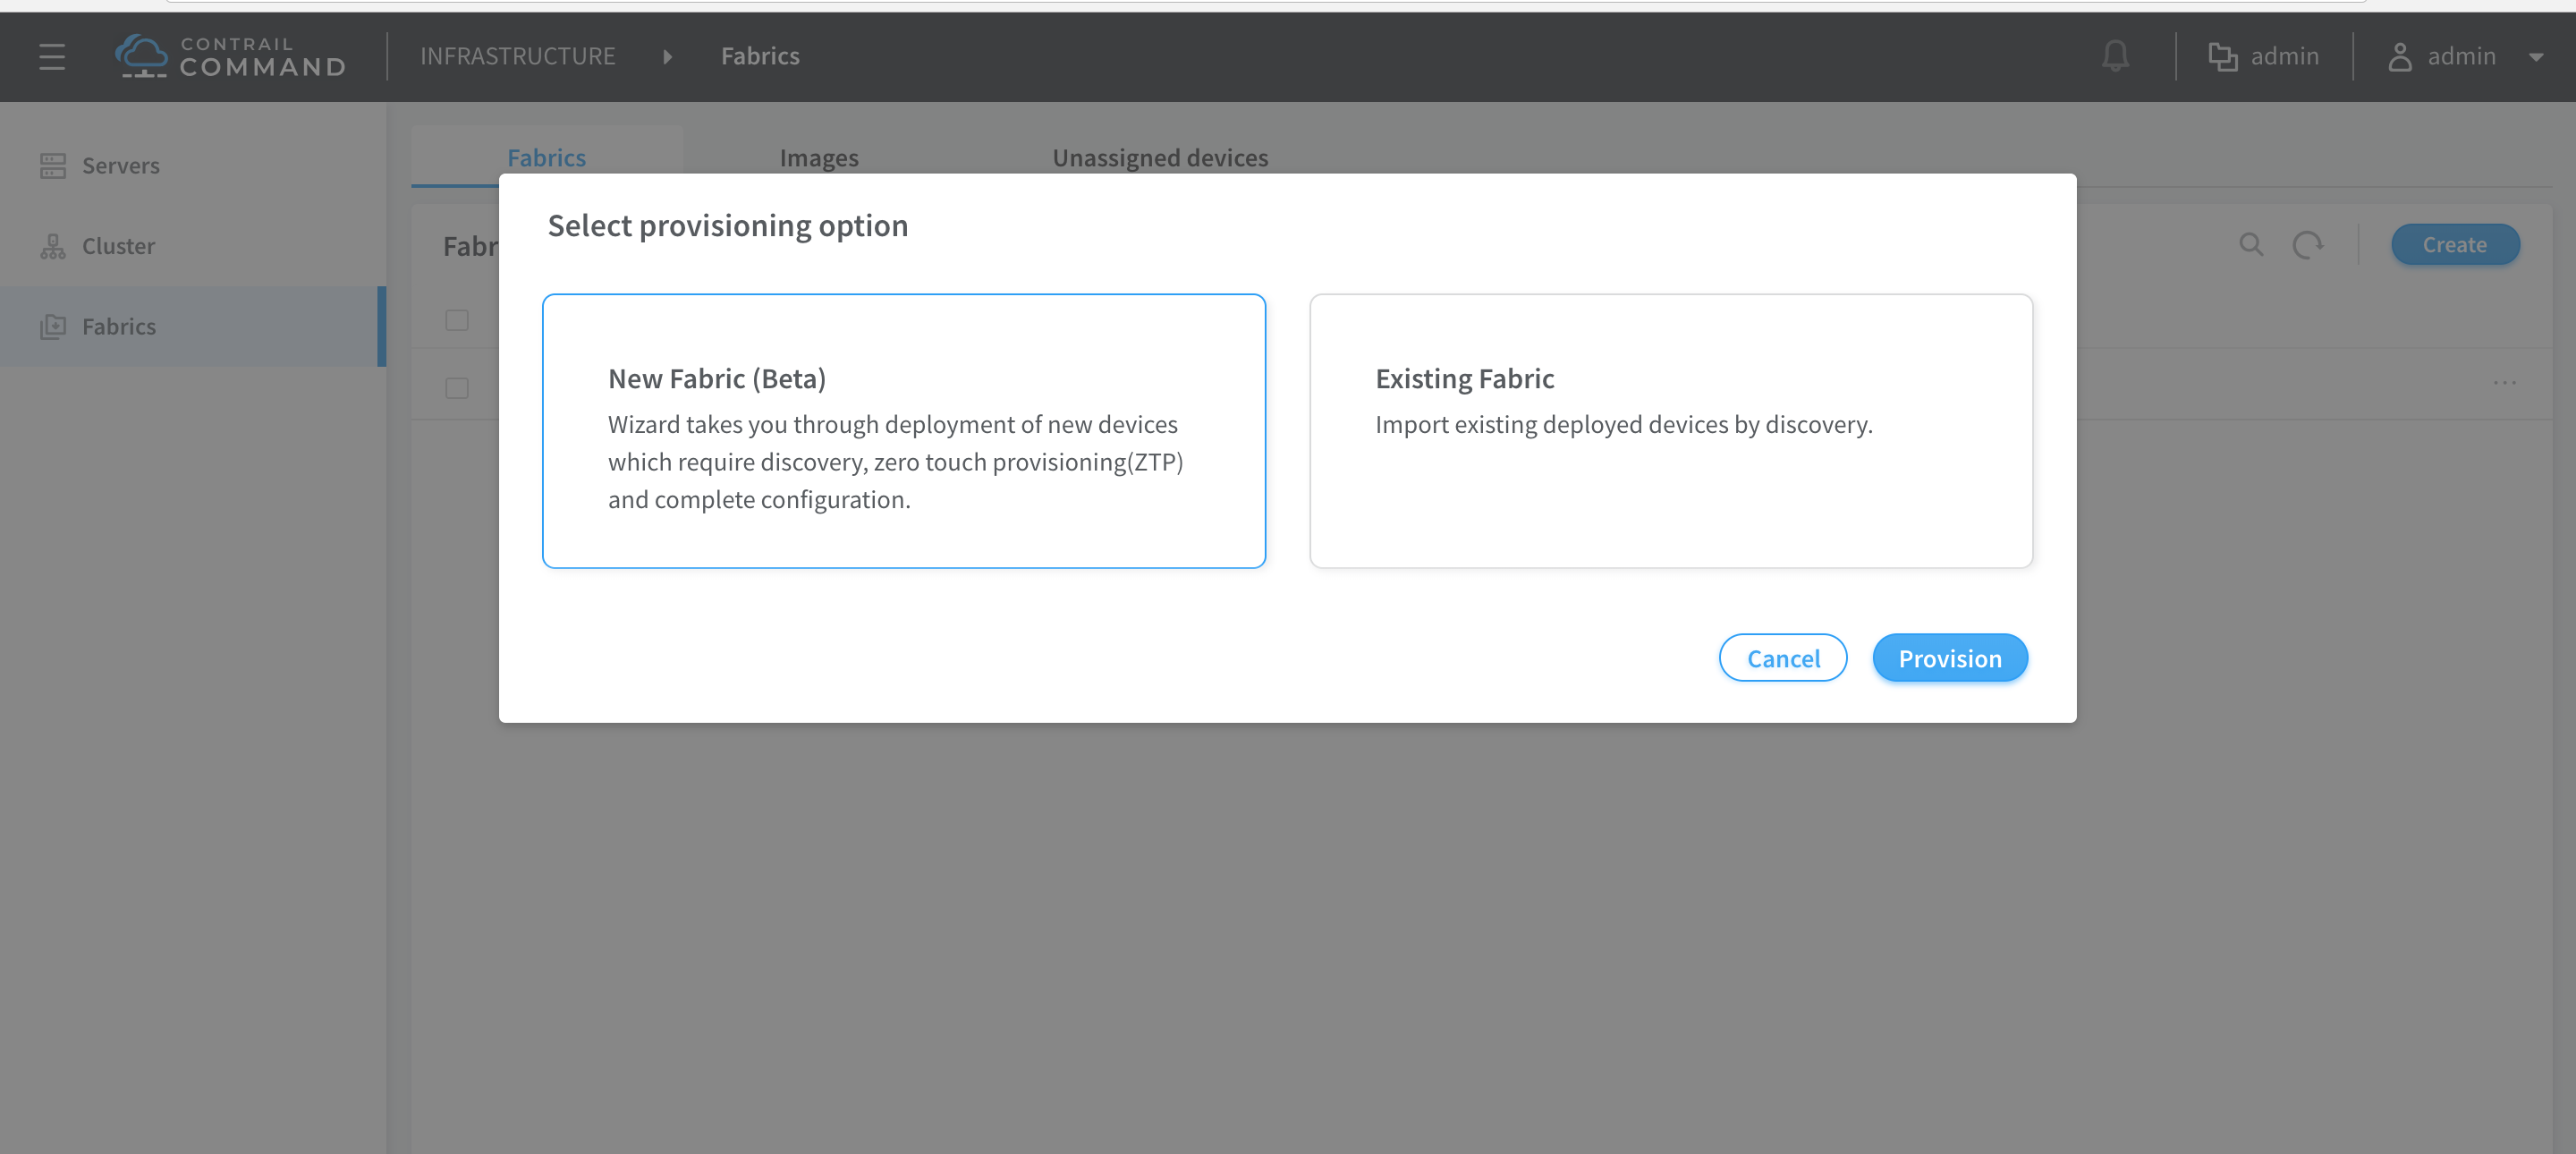 CONTRAIL
COMMAND
INFRASTRUCTURE
Fabrics
admin
admin
Servers
Cluster
Fabrics
Fabrics
Images
Unassigned devices
Fabr
Create
Select provisioning option
New Fabric (Beta)
Wizard takes you through deployment of new devices
which require discovery, zero touch provisioning(ZTP)
and complete configuration.
Existing Fabric
Import existing deployed devices by discovery.
Cancel
Provision